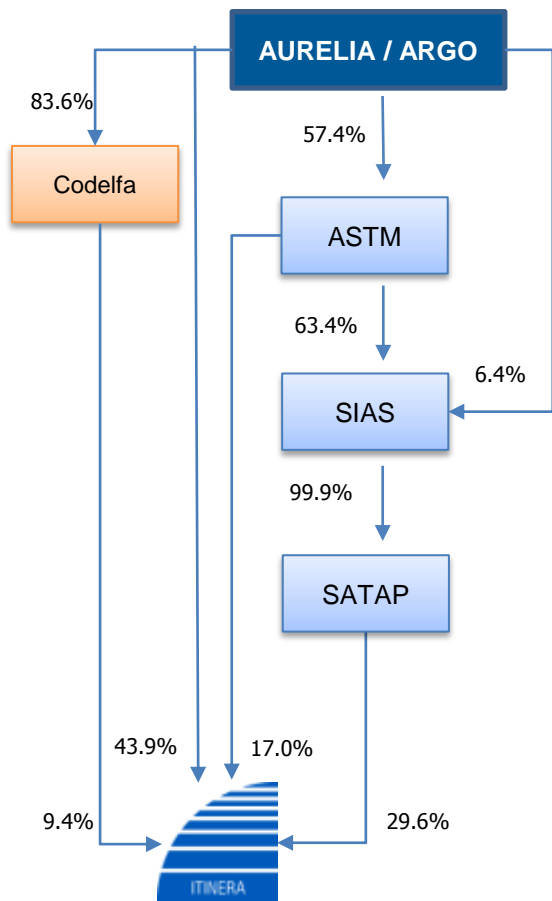 AURELIA / ARGO
83.6%
57.4%
Codelfa
ASTM
63.4%
6.4%
SIAS
99.9%
SATAP
43.9%
17.0%
9.4%
29.6%
ITINERA